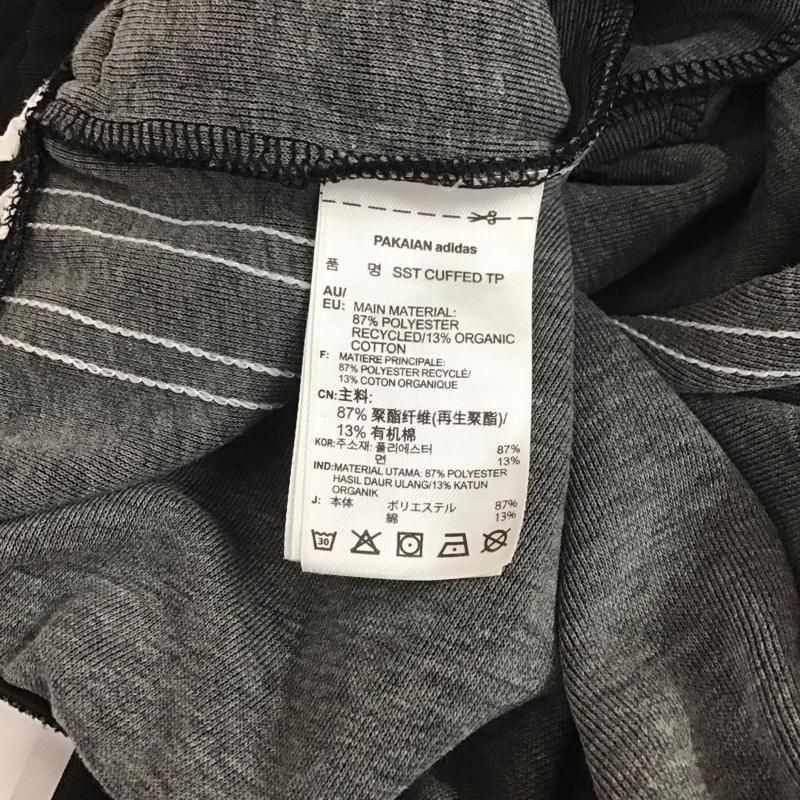 PAKAIAN adidas
품 명 SST CUFFED TP
AU/
EU: MAIN MATERIAL:
87% POLYESTER
RECYCLED/13% ORGANIC
COTTON
F: MATIERE PRINCIPALE:
87% POLYESTER RECYCLÉ/
13% COTON ORGANIQUE
CN:主料:
87% 聚酯纤维(再生聚酯)/
13% 有机棉
KOR:주소재: 폴리에스터 87%
면 13%
IND:MATERIAL UTAMA: 87% POLYESTER
HASIL DAUR ULANG/13% KATUN
ORGANIK
J: 本体 ポリエステル 87%
綿 13%
30